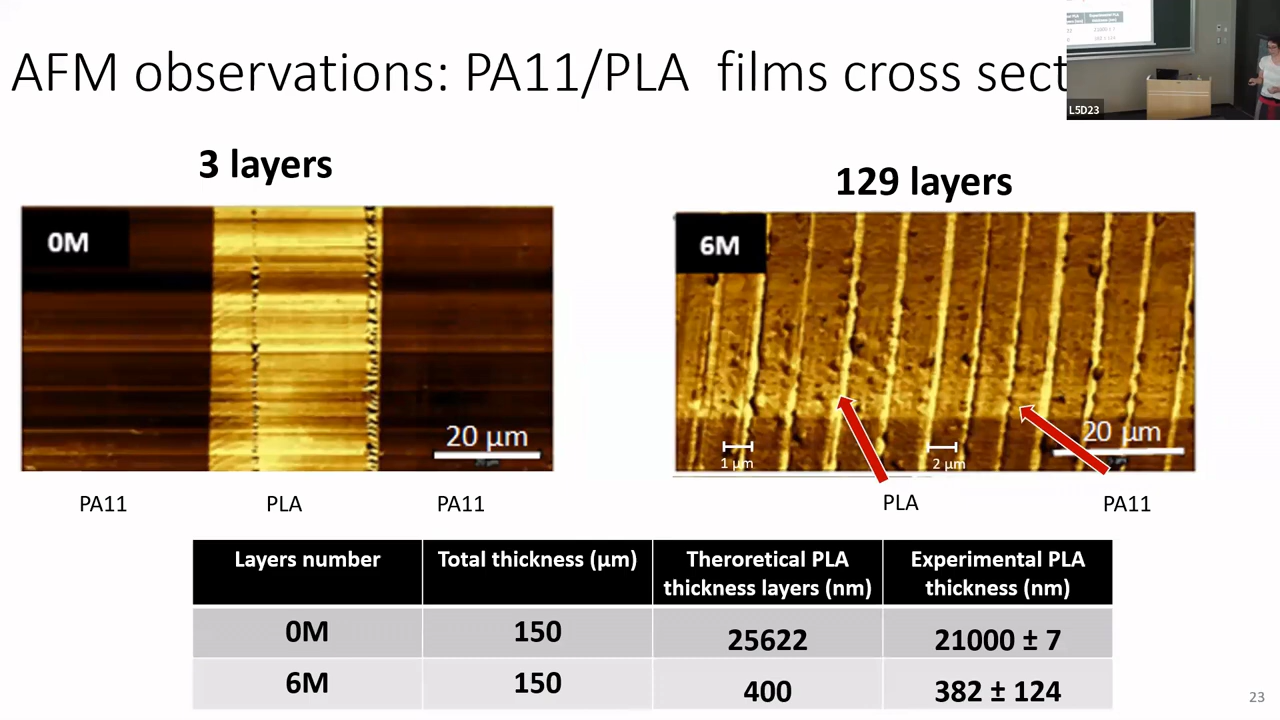 AFM observations: PA11/PLA films cross sect
L5D23
3 layers
129 layers
0M
6M
20 µm
1 µm
2 µm
20 µm
PA11
PLA
PA11
PLA
PA11
Layers number
Total thickness (µm)
Theroretical PLA
thickness layers (nm)
Experimental PLA
thickness (nm)
0M
150
25622
21000 ± 7
6M
150
400
382 ± 124
23